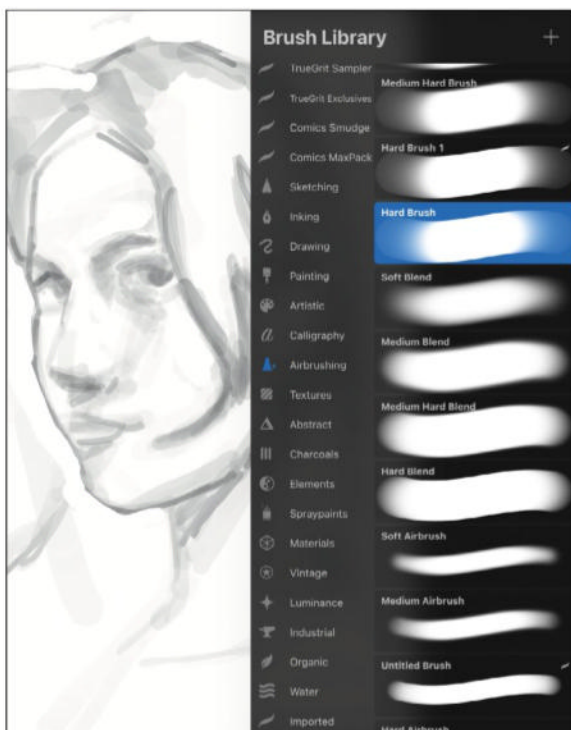 Brush Library
TrueGrit Sampler
TrueGrit Exclusives
Comics Smudge
Comics MaxPack
Sketching
Inking
Drawing
Painting
Artistic
Calligraphy
Airbrushing
Textures
Abstract
Charcoals
Elements
Spraypaints
Materials
Vintage
Luminance
Industrial
Organic
Water
Imported
Medium Hard Brush
Hard Brush 1
Hard Brush
Soft Blend
Medium Blend
Medium Hard Blend
Hard Blend
Soft Airbrush
Medium Airbrush
Untitled Brush
Hard Airbrush